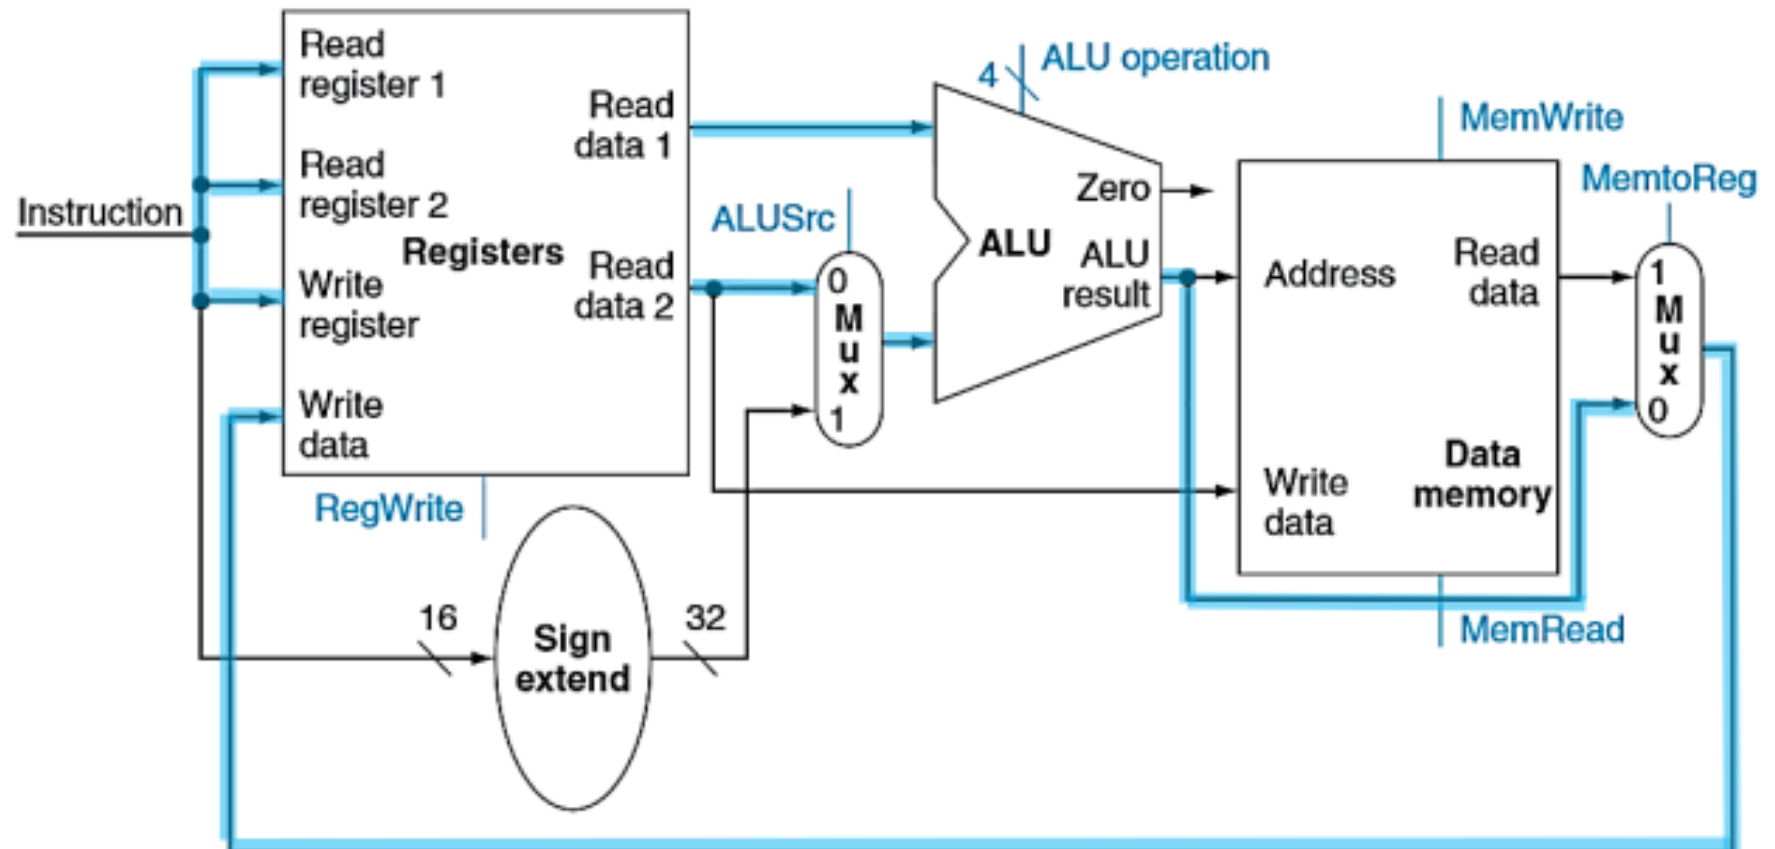 Instruction
Read
register 1
Read
register 2
Registers
Write
register
Write
data
Read
data 1
Read
data 2
RegWrite
16
Sign
extend
32
ALUSrc
0
M
u
x
1
4
ALU operation
Zero
ALU
ALU
result
MemWrite
Address
Read
data
Write
data
Data
memory
MemRead
MemtoReg
1
M
u
x
0